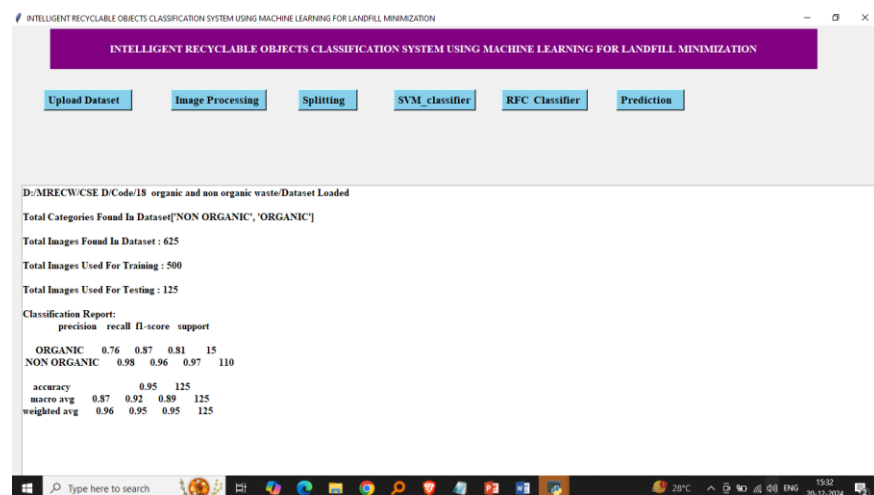 INTELLIGENT RECYCLABLE OBJECTS CLASSIFICATION SYSTEM USING MACHINE LEARNING FOR LANDFILL MINIMIZATION
INTELLIGENT RECYCLABLE OBJECTS CLASSIFICATION SYSTEM USING MACHINE LEARNING FOR LANDFILL MINIMIZATION
Upload Dataset Image Processing Splitting SVM_classifier RFC Classifier Prediction
D:/MRECW/CSE D/Code/18 organic and non organic waste/Dataset Loaded
Total Categories Found In Dataset['NON ORGANIC', 'ORGANIC']
Total Images Found In Dataset : 625
Total Images Used For Training : 500
Total Images Used For Testing : 125
Classification Report:
precision recall f1-score support
ORGANIC 0.76 0.87 0.81 15
NON ORGANIC 0.98 0.96 0.97 110
accuracy 0.95 125
macro avg 0.87 0.92 0.89 125
weighted avg 0.96 0.95 0.95 125
Type here to search 28°C ENG 15:32
20-12-2024